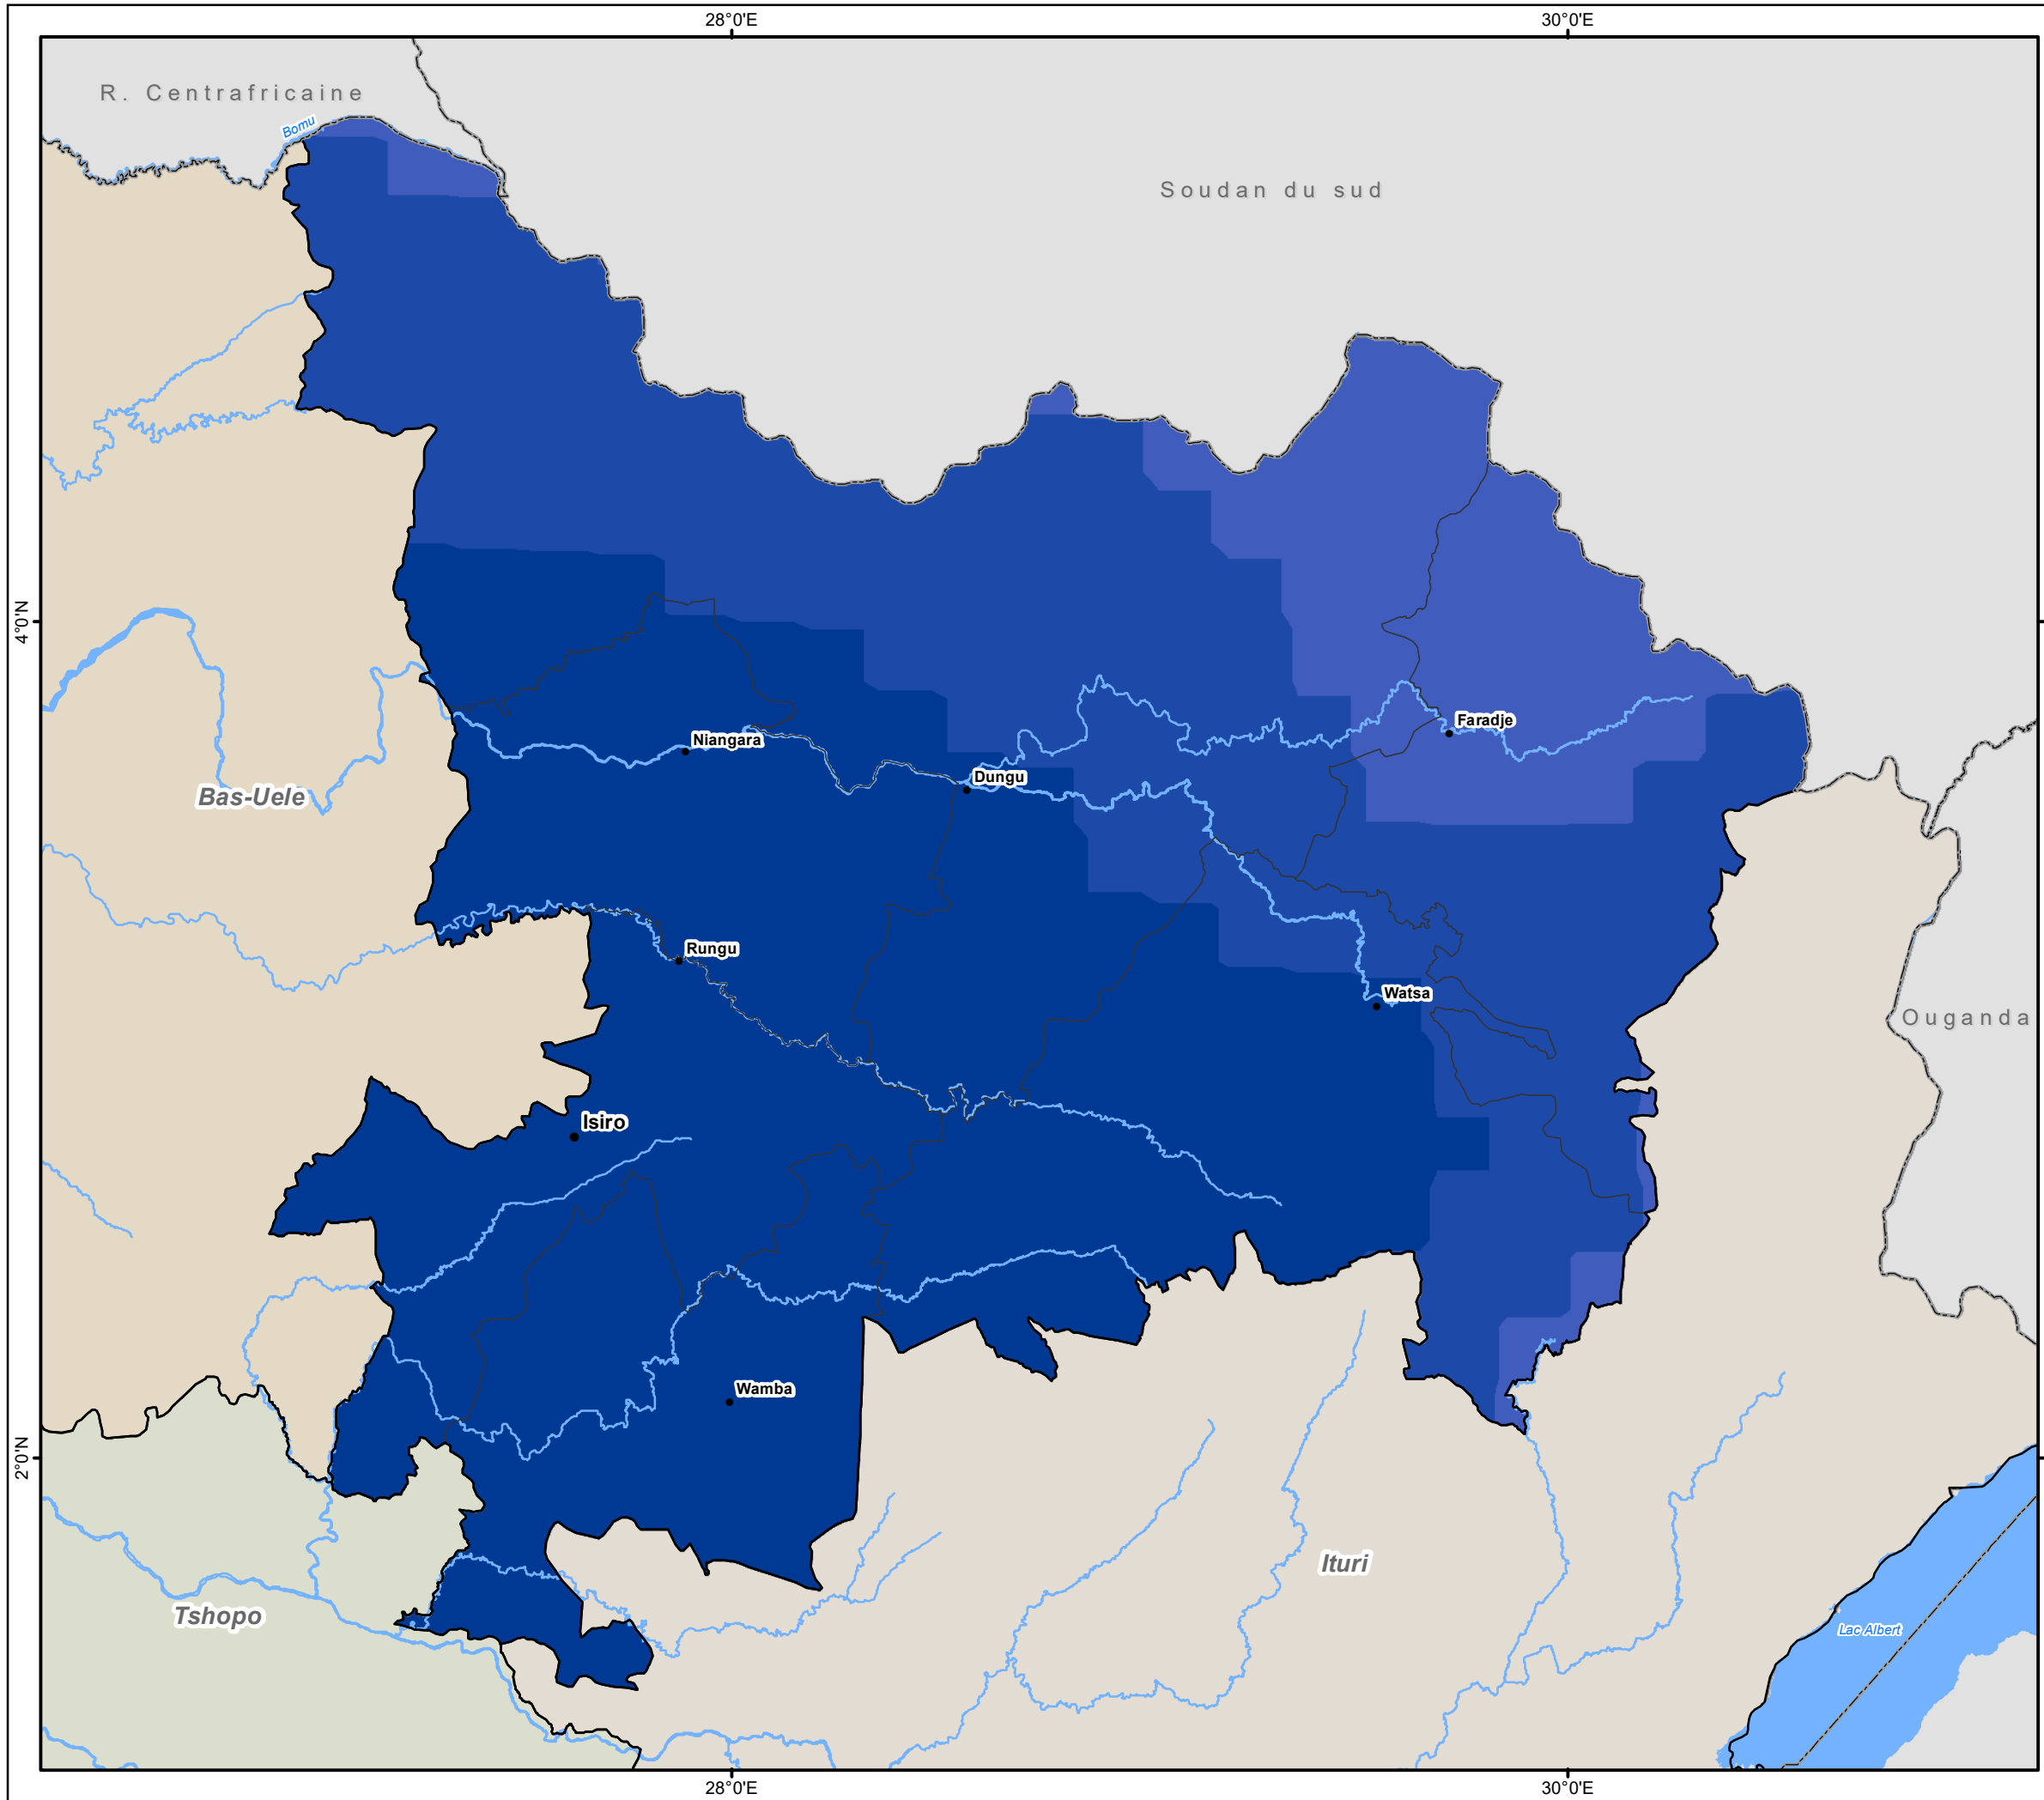 28°0'E
30°0'E
R. Centrafricaine
Bomu
Soudan du sud
4°0'N
Faradje
Niangara
Dungu
Bas-Uele
Rungu
Watsa
Ouganda
Isiro
Wamba
2°0'N
Ituri
Tshopo
Lac Albert
28°0'E
30°0'E